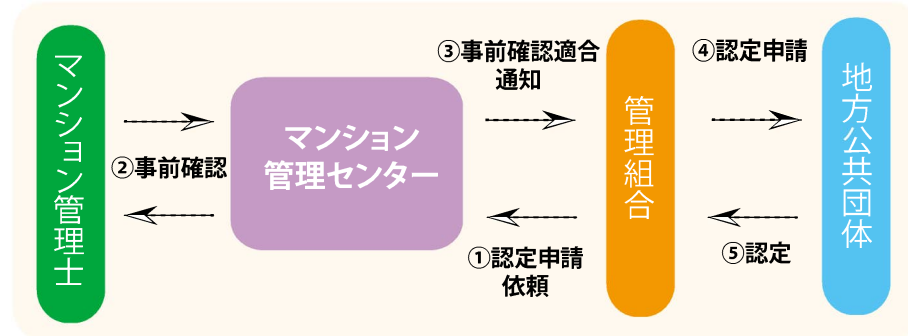 マンション管理士
②事前確認
マンション
管理センター
③事前確認適合
通知
①認定申請
依頼
管理組合
④認定申請
⑤認定
地方公共団体